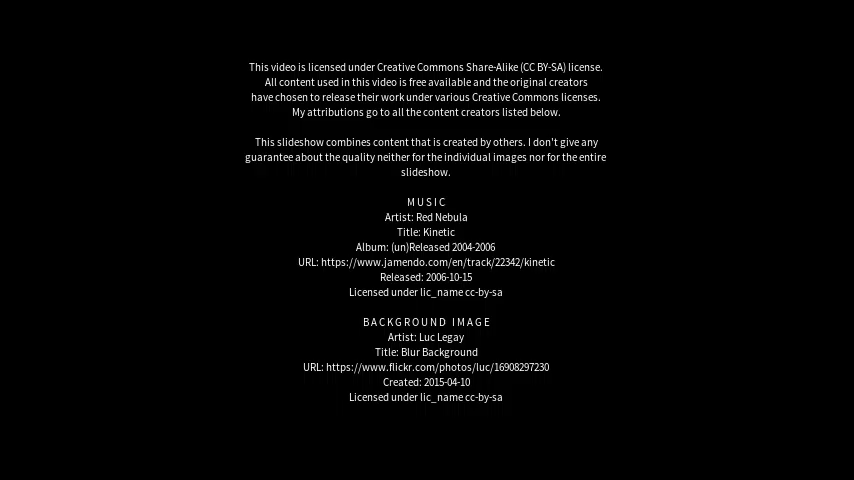 This video is licensed under Creative Commons Share-Alike (CC BY-SA) license.
All content used in this video is free available and the original creators
have chosen to release their work under various Creative Commons licenses.
My attributions go to all the content creators listed below.
This slideshow combines content that is created by others. I don't give any
guarantee about the quality neither for the individual images nor for the entire
slideshow.
MUSIC
Artist: Red Nebula
Title: Kinetic
Album: (un)Released 2004-2006
URL: https://www.jamendo.com/en/track/22342/kinetic
Released: 2006-10-15
Licensed under lic_name cc-by-sa
BACKGROUND IMAGE
Artist: Luc Legay
Title: Blur Background
URL: https://www.flickr.com/photos/luc/16908297230
Created: 2015-04-10
Licensed under lic_name cc-by-sa